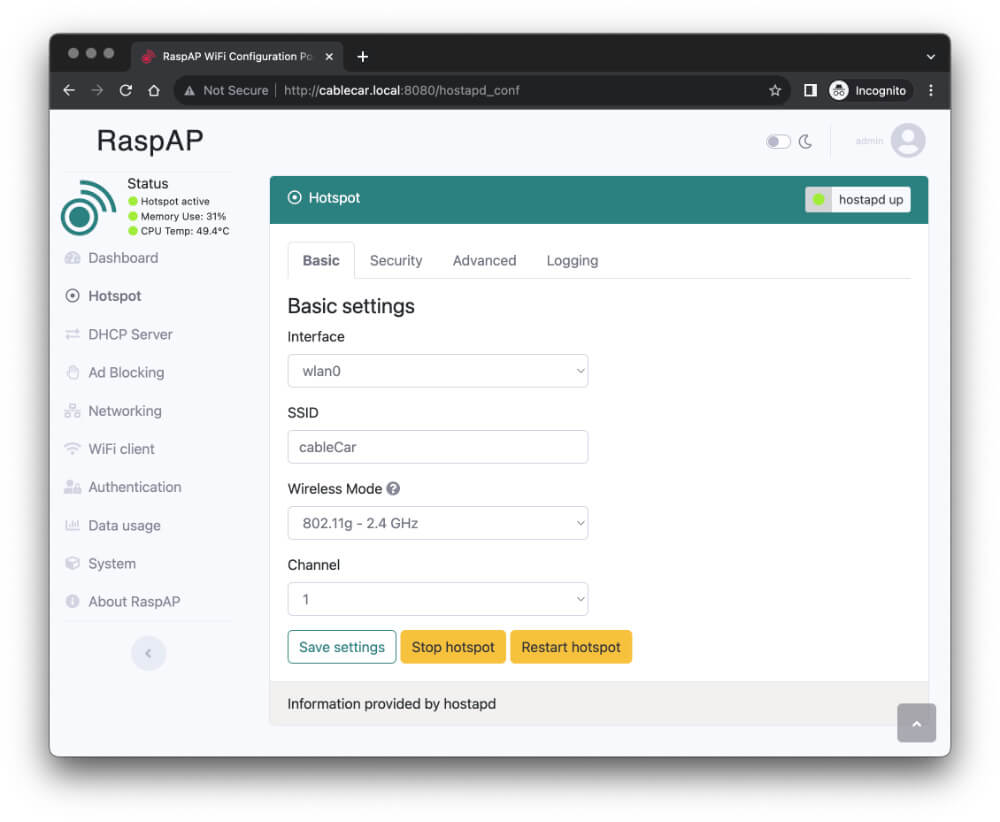 RaspAP WiFi Configuration Po
Not Secure
http://cablecar.local:8080/hostapd_conf
Incognito
RaspAP
admin
Status
Hotspot active
Memory Use: 31%
CPU Temp: 49.4°C
Dashboard
Hotspot
DHCP Server
Ad Blocking
Networking
WiFi client
Authentication
Data usage
System
About RaspAP
Hotspot
hostapd up
Basic Security Advanced Logging
Basic settings
Interface
wlan0
SSID
cableCar
Wireless Mode
802.11g - 2.4 GHz
Channel
1
Save settings Stop hotspot Restart hotspot
Information provided by hostapd